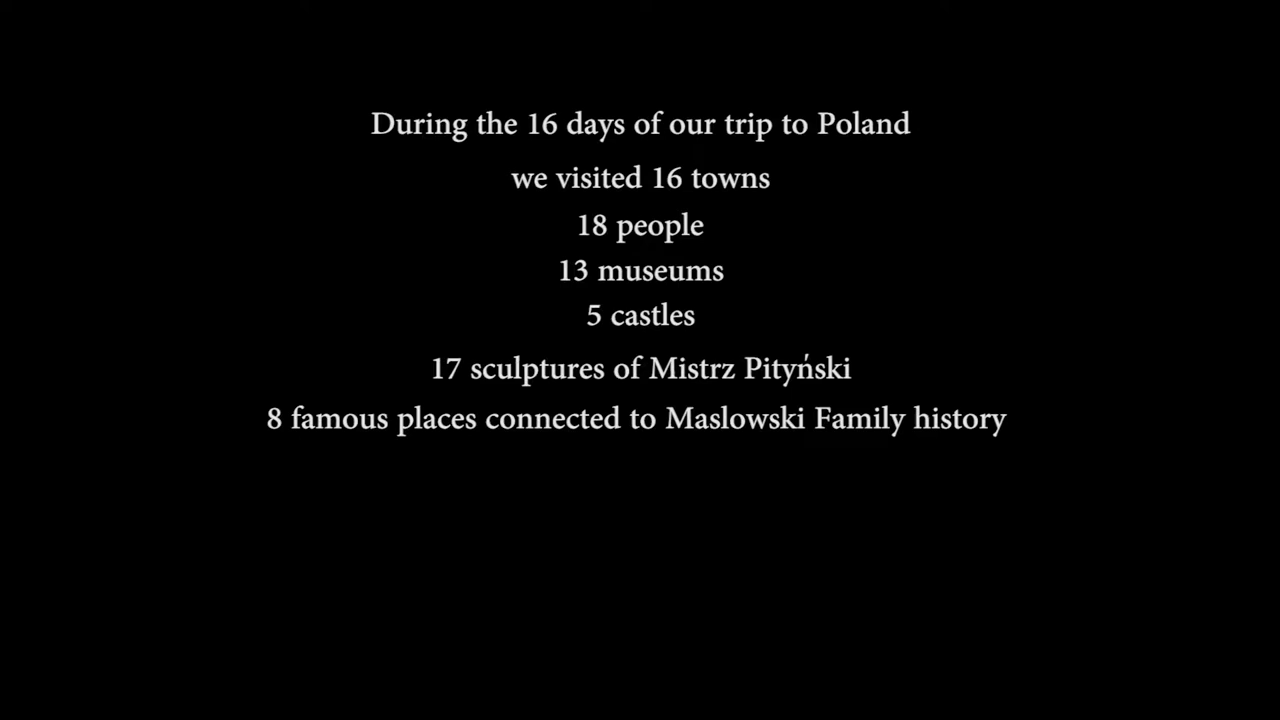 During the 16 days of our trip to Poland
we visited 16 towns
18 people
13 museums
5 castles
17 sculptures of Mistrz Pityński
8 famous places connected to Maslowski Family history